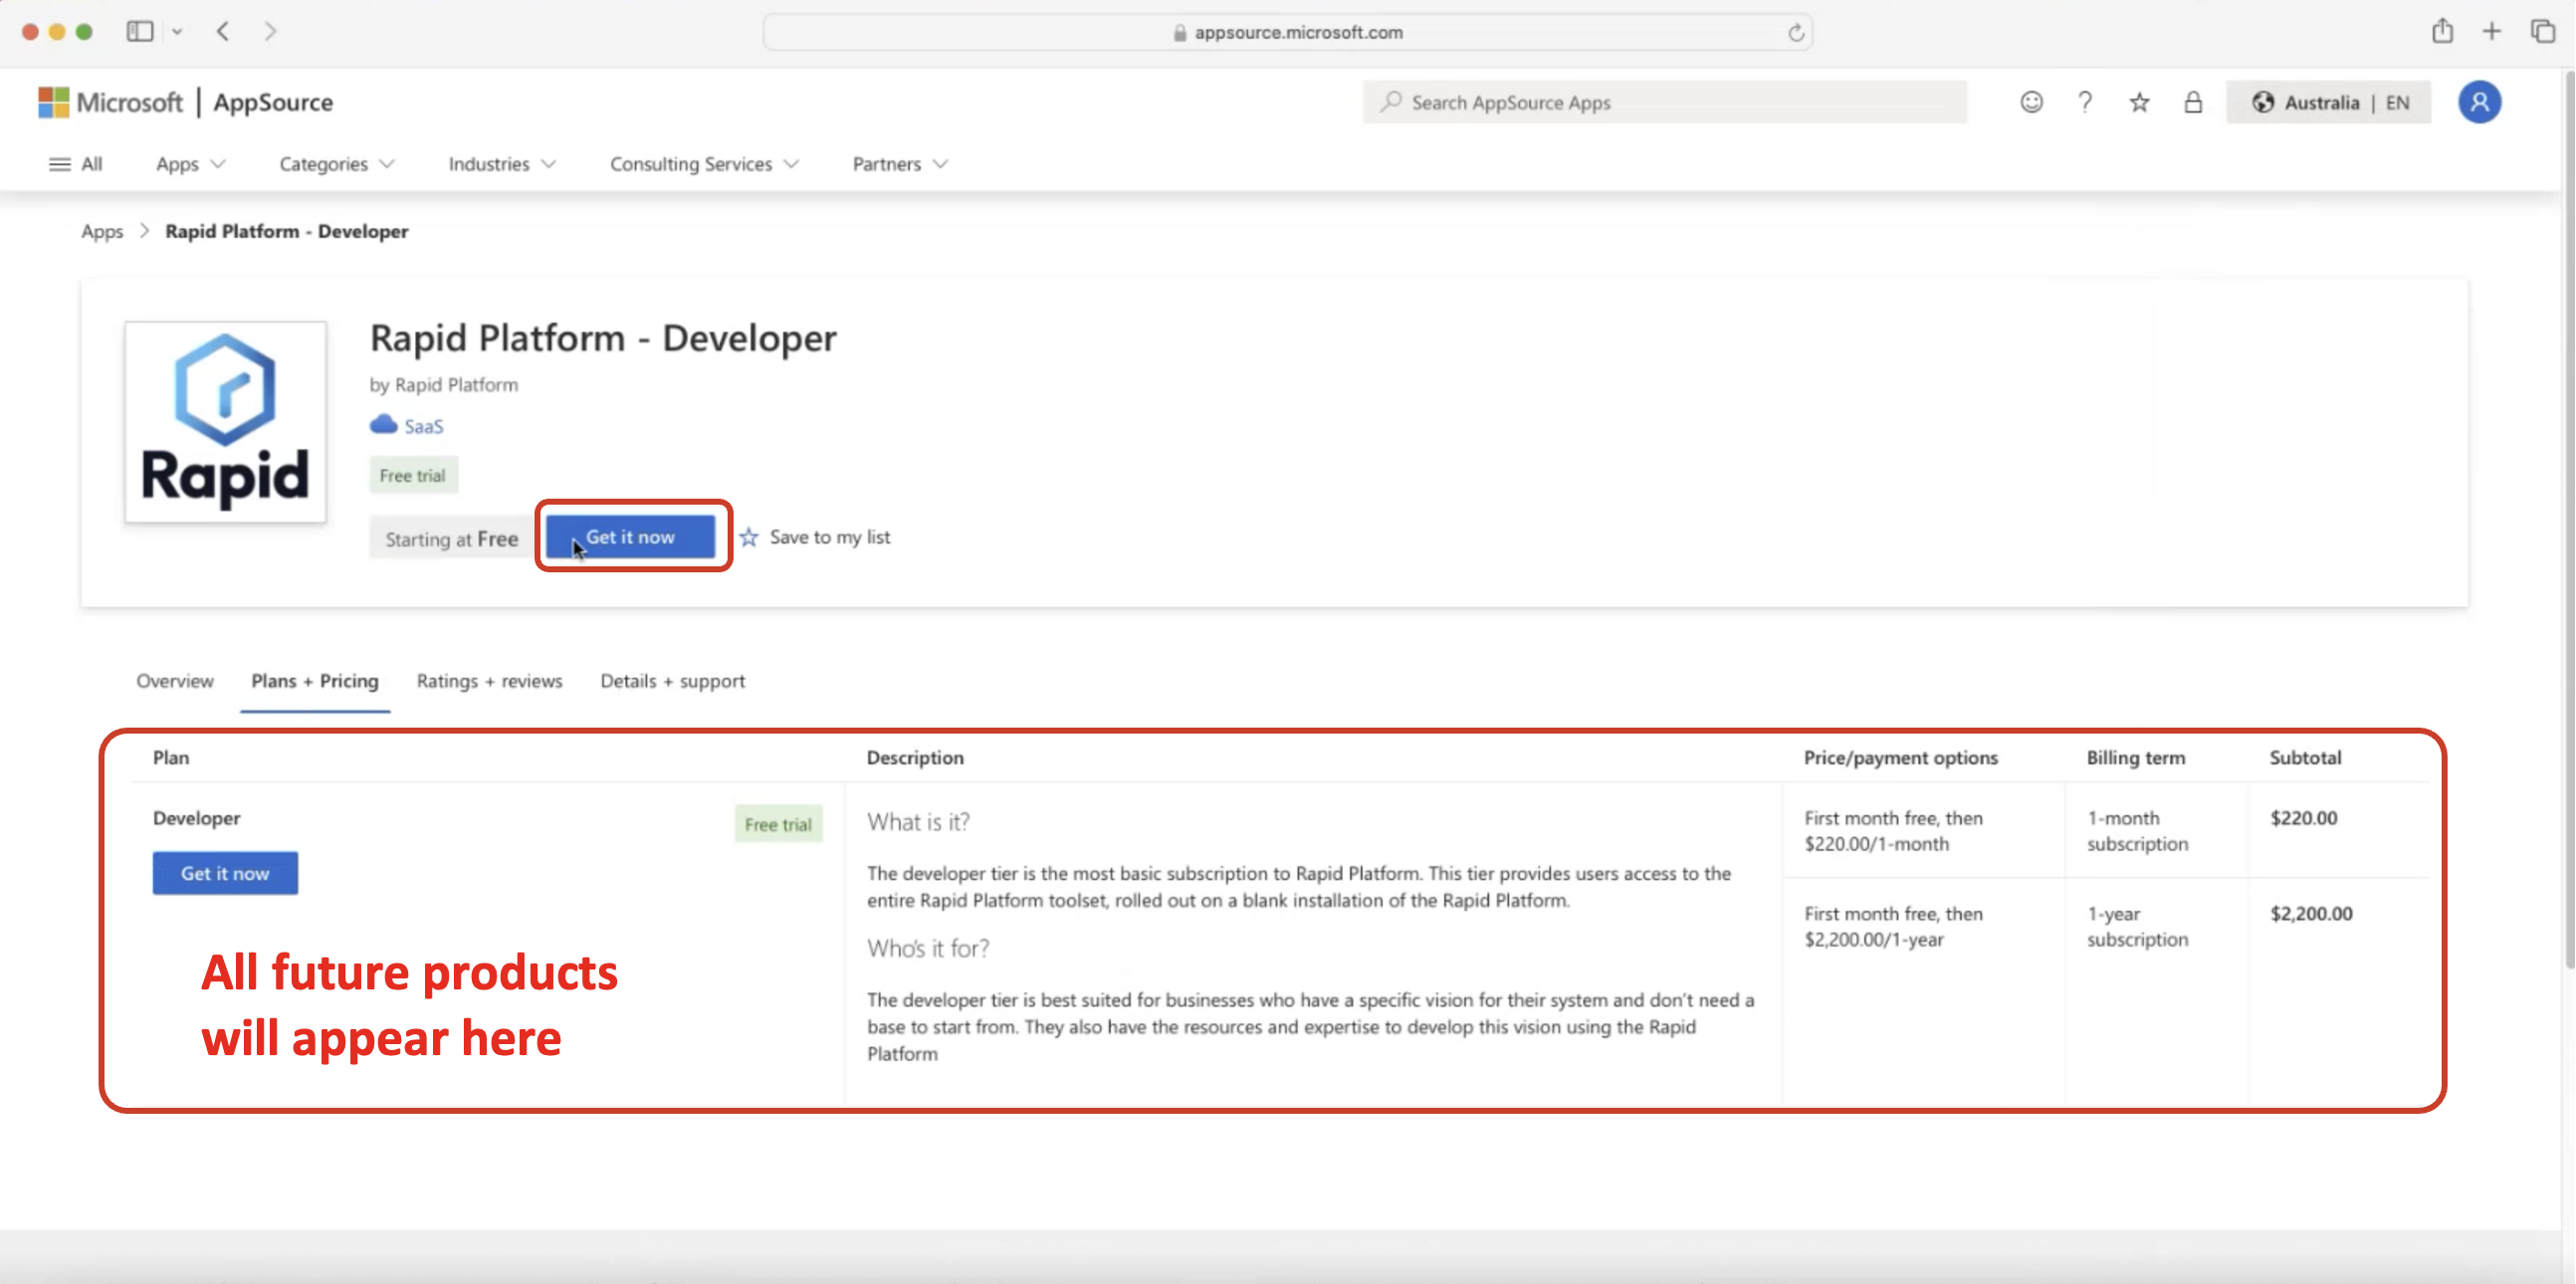 appsource.microsoft.com
Microsoft | AppSource
Search AppSource Apps
Australia | EN
All Apps Categories Industries Consulting Services Partners
Apps > Rapid Platform - Developer
Rapid
Rapid Platform - Developer
by Rapid Platform
SaaS
Free trial
Starting at Free Get it now Save to my list
Overview Plans + Pricing Ratings + reviews Details + support
Plan Description Price/payment options Billing term Subtotal
Developer
Free trial
Get it now
All future products
will appear here
What is it?
The developer tier is the most basic subscription to Rapid Platform. This tier provides users access to the
entire Rapid Platform toolset, rolled out on a blank installation of the Rapid Platform.
Who's it for?
The developer tier is best suited for businesses who have a specific vision for their system and don't need a
base to start from. They also have the resources and expertise to develop this vision using the Rapid
Platform
First month free, then
$220.00/1-month
1-month
subscription
$220.00
First month free, then
$2,200.00/1-year
1-year
subscription
$2,200.00